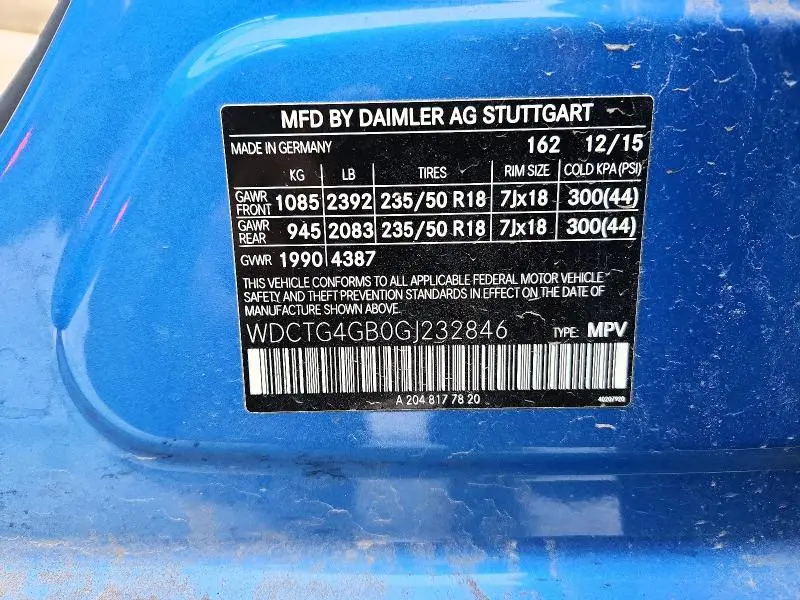 MFD BY DAIMLER AG STUTTGART
MADE IN GERMANY 162 12/15
KG LB TIRES RIM SIZE COLD KPA (PSI)
GAWR FRONT 1085 2392 235/50 R18 7Jx18 300(44)
GAWR REAR 945 2083 235/50 R18 7Jx18 300(44)
GVWR 1990 4387
THIS VEHICLE CONFORMS TO ALL APPLICABLE FEDERAL MOTOR VEHICLE
SAFETY, AND THEFT PREVENTION STANDARDS IN EFFECT ON THE DATE OF
MANUFACTURE SHOWN ABOVE.
WDCTG4GB0GJ232846 TYPE: MPV
A 204 817 78 20 40207920